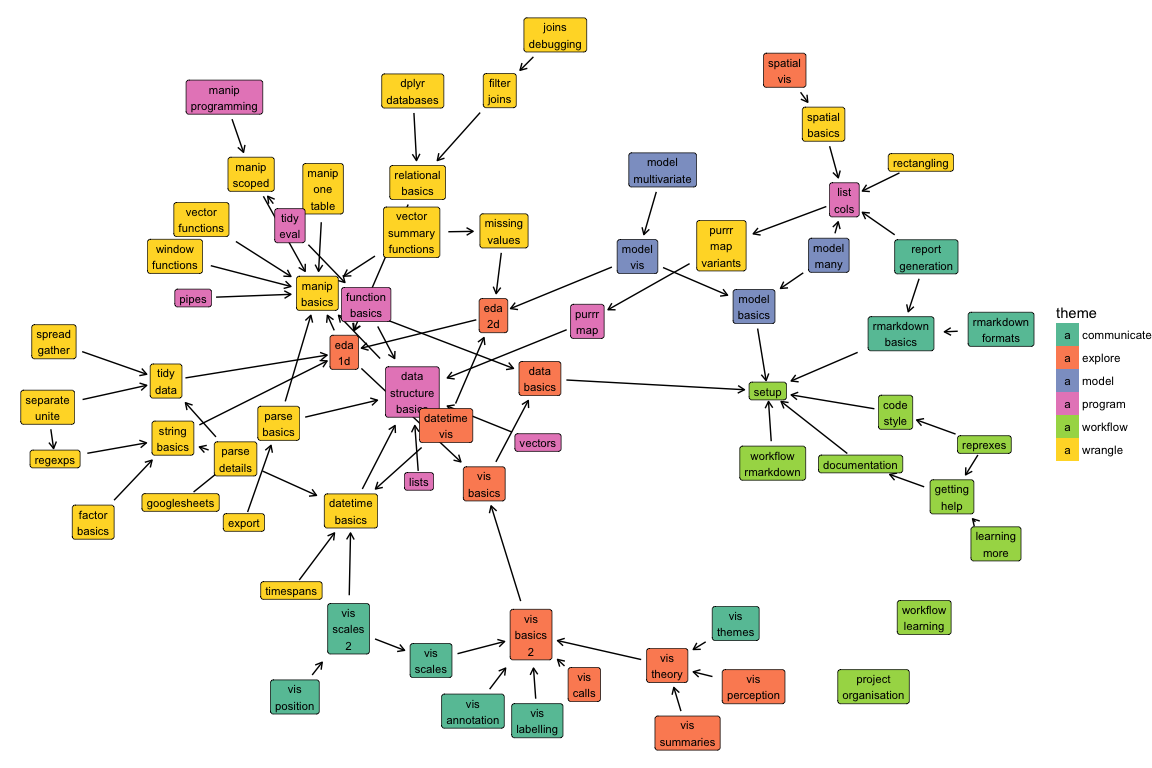 joins
debugging
spatial
vis
manip
programming
dplyr
databases
filter
joins
spatial
basics
manip
scoped
manip
one
table
relational
basics
model
multivariate
rectangling
list
cols
vector
functions
tidy
eval
vector
summary
functions
missing
values
purrr
map
variants
window
functions
model
vis
model
many
report
generation
pipes
manip
basics
function
basics
eda
2d
purrr
map
model
basics
rmarkdown
basics
rmarkdown
formats
theme
a communicate
a explore
a model
a program
a workflow
a wrangle
spread
gather
eda
1d
tidy
data
data
structure
basics
data
basics
setup
separate
unite
code
style
parse
basics
datetime
vis
string
basics
vectors
reprexes
regexps
parse
details
workflow
rmarkdown
documentation
lists
vis
basics
googlesheets
getting
help
factor
basics
export
datetime
basics
learning
more
timespans
vis
scales
2
vis
basics
2
vis
themes
workflow
learning
vis
scales
vis
theory
vis
position
vis
calls
vis
perception
project
organisation
vis
annotation
vis
labelling
vis
summaries